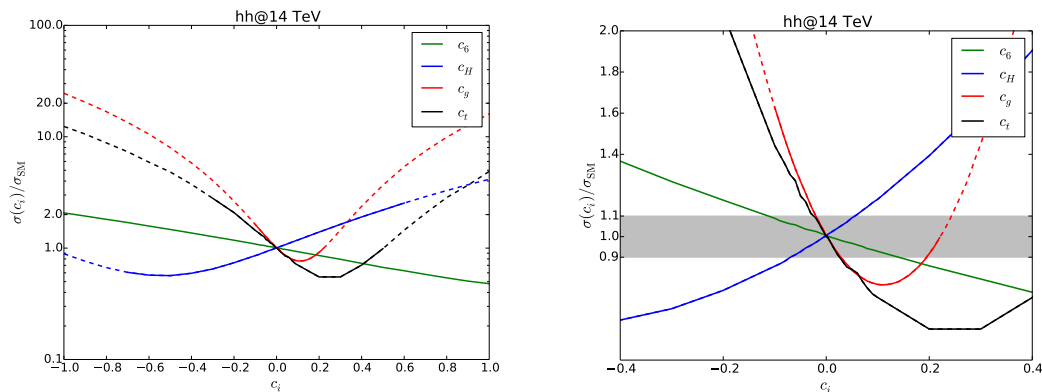 hh@14 TeV
100.0
20.0
10.0
2.0
1.0
0.1
σ(c_i)/σ_SM
−1.0 −0.8 −0.6 −0.4 −0.2 0.0 0.2 0.4 0.6 0.8 1.0
c_i
c_6
c_H
c_g
c_t
hh@14 TeV
2.0
1.8
1.6
1.4
1.2
1.1
1.0
0.9
σ(c_i)/σ_SM
−0.4 −0.2 0.0 0.2 0.4
c_i
c_6
c_H
c_g
c_t